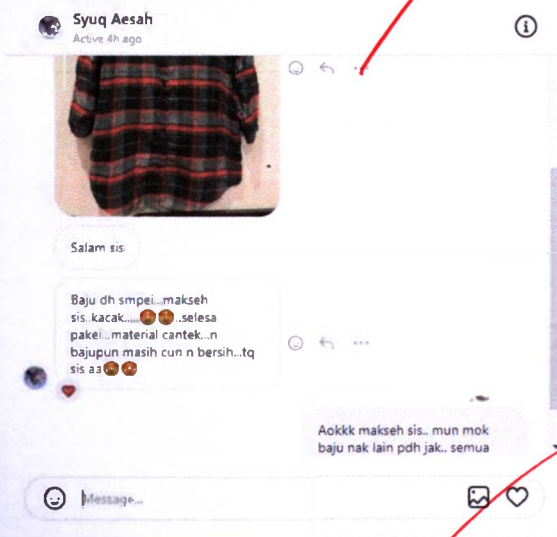 Syuq Aesah
Active 4h ago
Salam sis
Baju dh smpei...makseh
sis..kacak.....🥰🥰..selesa
pakei...material cantek...n
bajupun masih cun n bersih...tq
sis aa🥰🥰
Aokkk makseh sis.. mun mok
baju nak lain pdh jak.. semua
Message...